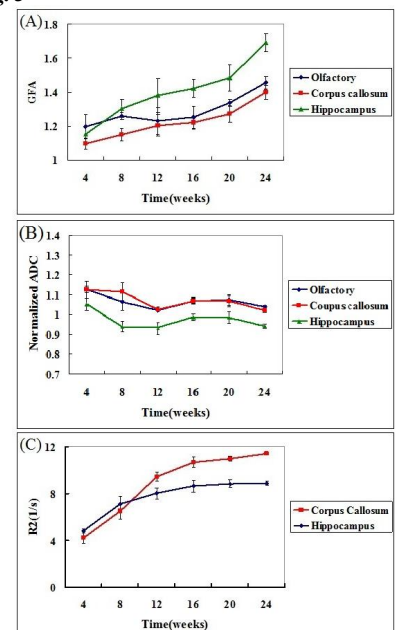 (A)
1.8
1.6
1.4
1.2
1
GFA
4 8 12 16 20 24
Time(weeks)
Olfactory
Corpus callosum
Hippocampus
(B)
1.4
1.3
1.2
1.1
1
0.9
0.8
0.7
Normalized ADC
4 8 12 16 20 24
Time(weeks)
Olfactory
Coupus callosum
Hippocampus
(C)
12
8
4
0
R2(1/s)
4 8 12 16 20 24
Time(weeks)
Corpus Callosum
Hippocampus